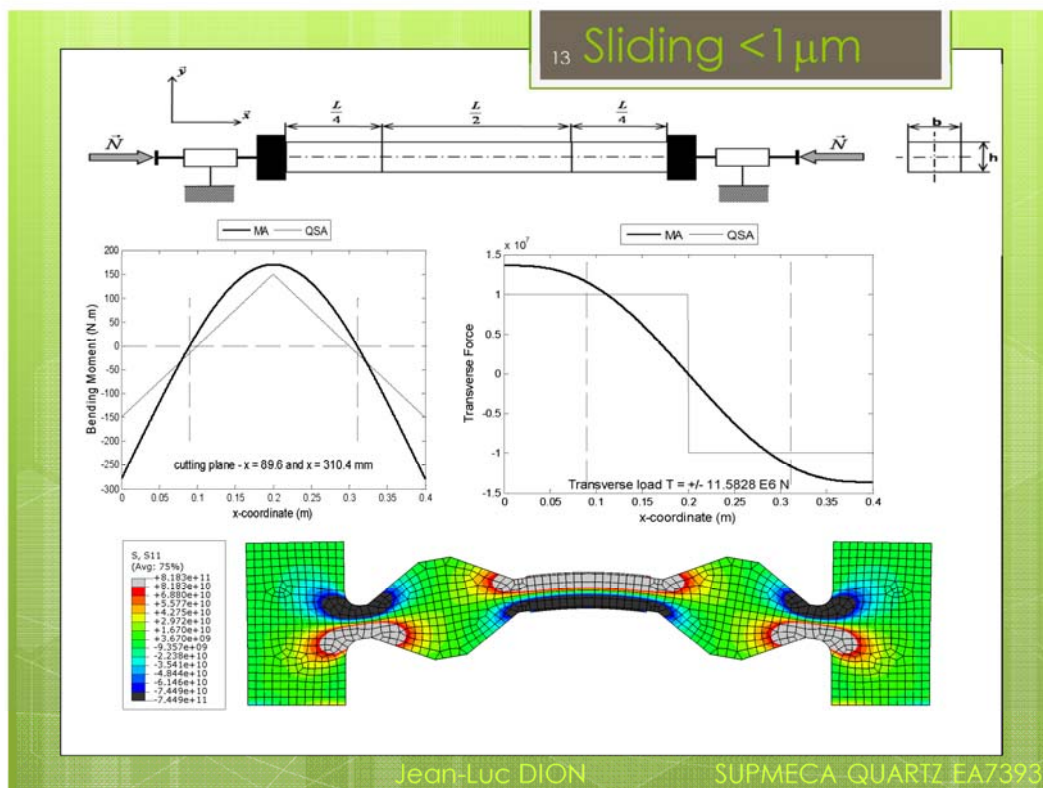 13 Sliding <1μm
y
x
L/4 L/2 L/4
N
N
b
h
MA QSA
Bending Moment (N.m)
200
150
100
50
0
-50
-100
-150
-200
-250
-300
cutting plane - x = 89.6 and x = 310.4 mm
0 0.05 0.1 0.15 0.2 0.25 0.3 0.35 0.4
x-coordinate (m)
MA QSA
x 10^7
Transverse Force
1.5
1
0.5
0
-0.5
-1
-1.5
Transverse load T = +/- 11.5828 E6 N
0 0.05 0.1 0.15 0.2 0.25 0.3 0.35 0.4
x-coordinate (m)
S, S11
(Avg: 75%)
+8.183e+11
+8.183e+10
+6.880e+10
+5.577e+10
+4.275e+10
+2.972e+10
+1.670e+10
+3.670e+09
-9.357e+09
-2.238e+10
-3.541e+10
-4.844e+10
-6.146e+10
-7.449e+10
-7.449e+11
Jean-Luc DION SUPMECA QUARTZ EA7393